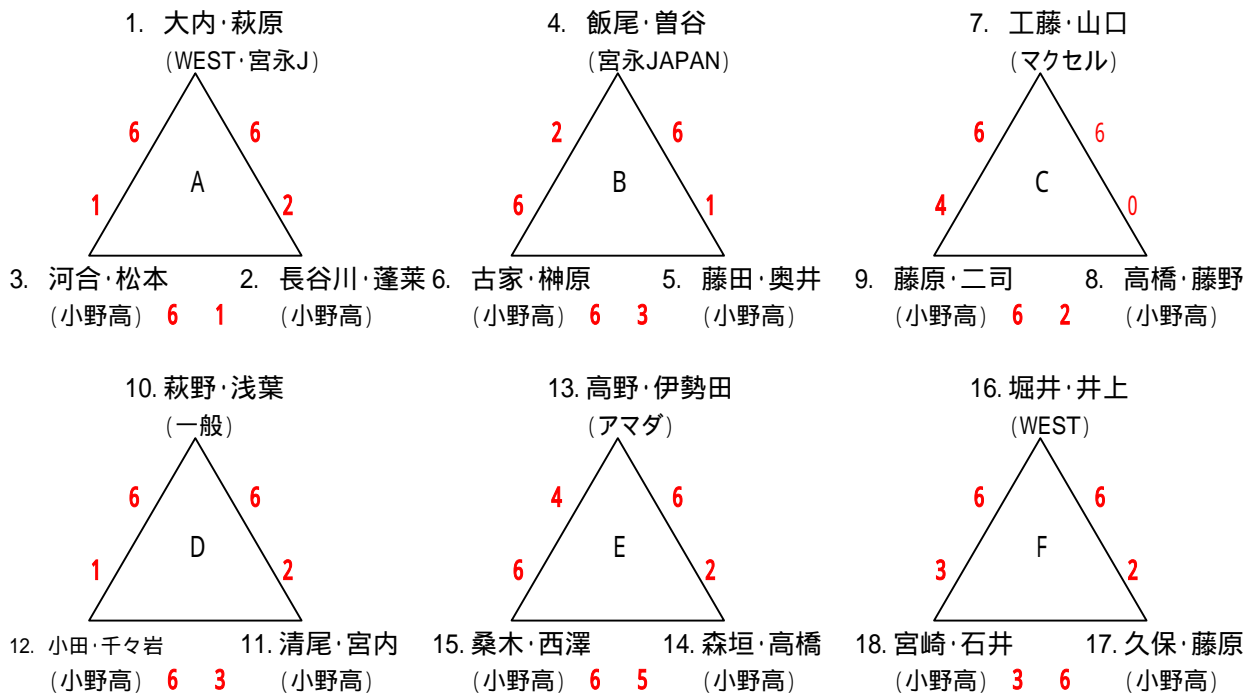 1. 大内・萩原 4. 飯尾・曽谷 7. 工藤・山口
(WEST・宮永J) (宮永JAPAN) (マクセル)
6 6 2 6 6 6
A B C
1 2 6 1 4 0
3. 河合・松本 2. 長谷川・蓬莱 6. 古家・榊原 5. 藤田・奥井 9. 藤原・二司 8. 高橋・藤野
(小野高) 6 1 (小野高) (小野高) 6 3 (小野高) (小野高) 6 2 (小野高)
10. 萩野・浅葉 13. 高野・伊勢田 16. 堀井・井上
(一般) (アマダ) (WEST)
6 6 4 6 6 6
D E F
1 2 6 2 3 2
12. 小田・千々岩 11. 清尾・宮内 15. 桑木・西澤 14. 森垣・高橋 18. 宮崎・石井 17. 久保・藤原
(小野高) 6 3 (小野高) (小野高) 6 5 (小野高) (小野高) 3 6 (小野高)